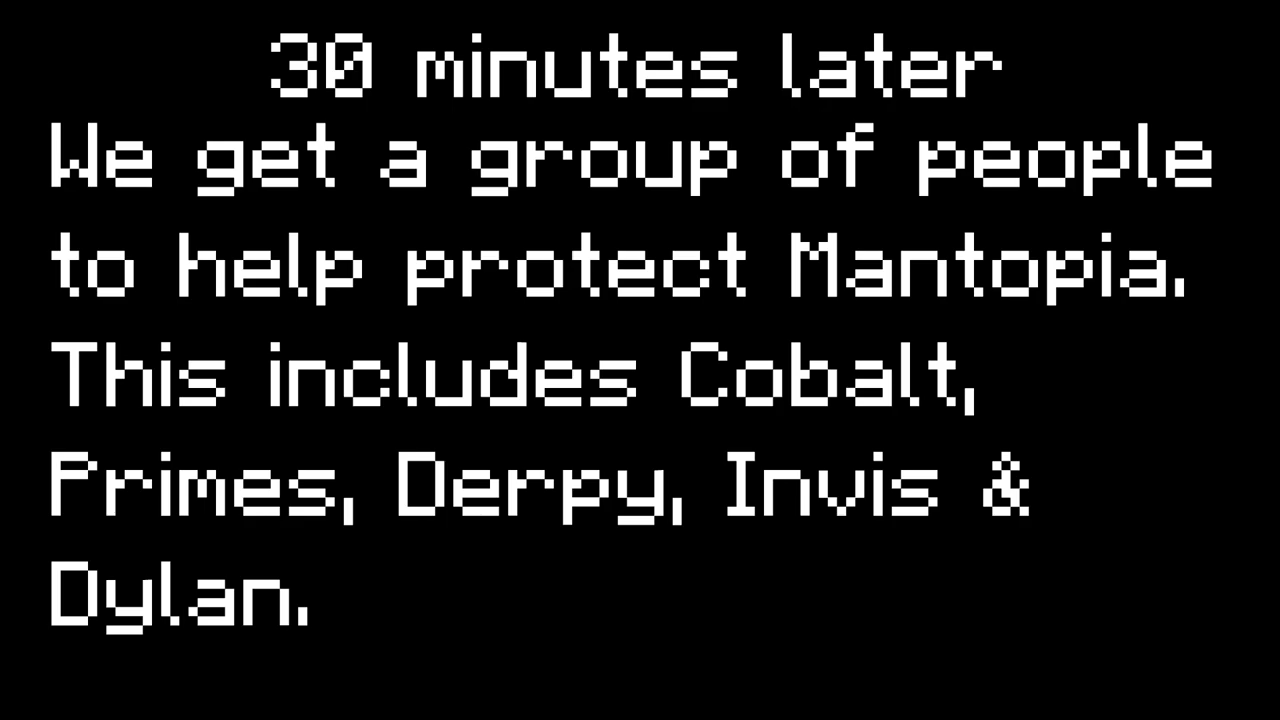 30 minutes later
We get a group of people
to help protect Mantopia.
This includes Cobalt,
Primes, Derpy, Invis &
Dylan.